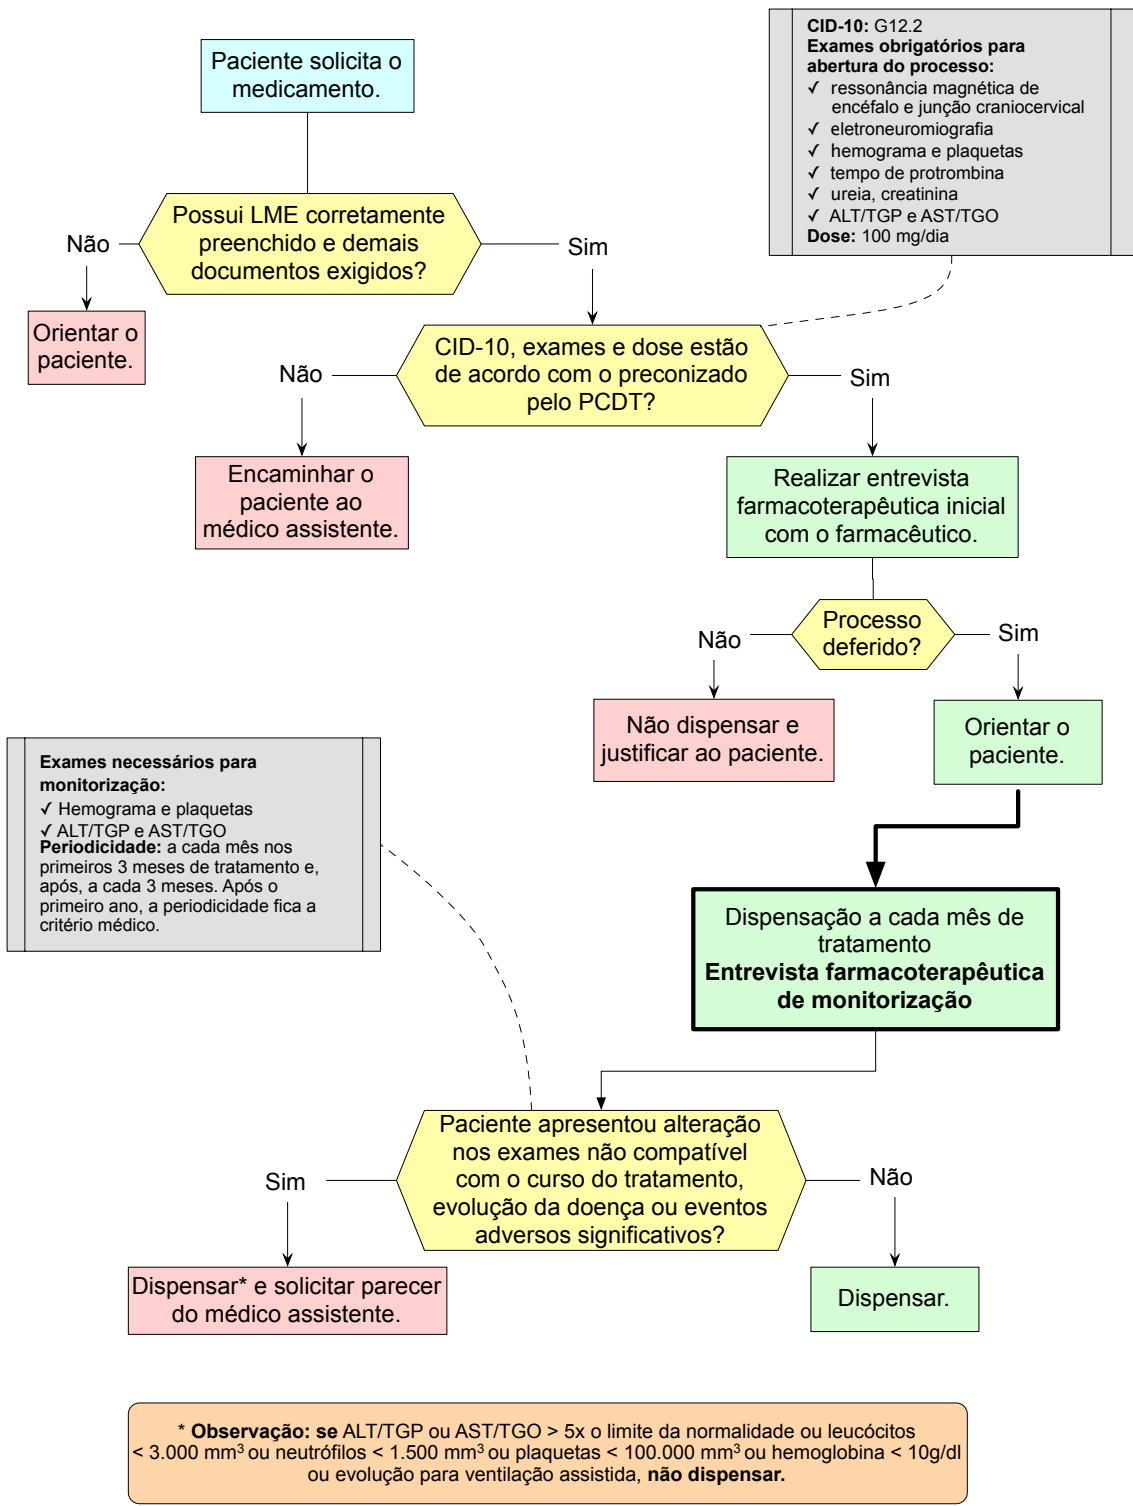 CID-10: G12.2
Exames obrigatórios para
abertura do processo:
✓ ressonância magnética de
encéfalo e junção craniocervical
✓ eletroneuromiografia
✓ hemograma e plaquetas
✓ tempo de protrombina
✓ ureia, creatinina
✓ ALT/TGP e AST/TGO
Dose: 100 mg/dia
Paciente solicita o
medicamento.
Possui LME corretamente
preenchido e demais
documentos exigidos?
Não
Sim
Orientar o
paciente.
CID-10, exames e dose estão
de acordo com o preconizado
pelo PCDT?
Não
Sim
Encaminhar o
paciente ao
médico assistente.
Realizar entrevista
farmacoterapêutica inicial
com o farmacêutico.
Processo
deferido?
Não
Sim
Não dispensar e
justificar ao paciente.
Orientar o
paciente.
Exames necessários para
monitorização:
✓ Hemograma e plaquetas
✓ ALT/TGP e AST/TGO
Periodicidade: a cada mês nos
primeiros 3 meses de tratamento e,
após, a cada 3 meses. Após o
primeiro ano, a periodicidade fica a
critério médico.
Dispensação a cada mês de
tratamento
Entrevista farmacoterapêutica
de monitorização
Paciente apresentou alteração
nos exames não compatível
com o curso do tratamento,
evolução da doença ou eventos
adversos significativos?
Sim
Não
Dispensar* e solicitar parecer
do médico assistente.
Dispensar.
* Observação: se ALT/TGP ou AST/TGO > 5x o limite da normalidade ou leucócitos
< 3.000 mm³ ou neutrófilos < 1.500 mm³ ou plaquetas < 100.000 mm³ ou hemoglobina < 10g/dl
ou evolução para ventilação assistida, não dispensar.